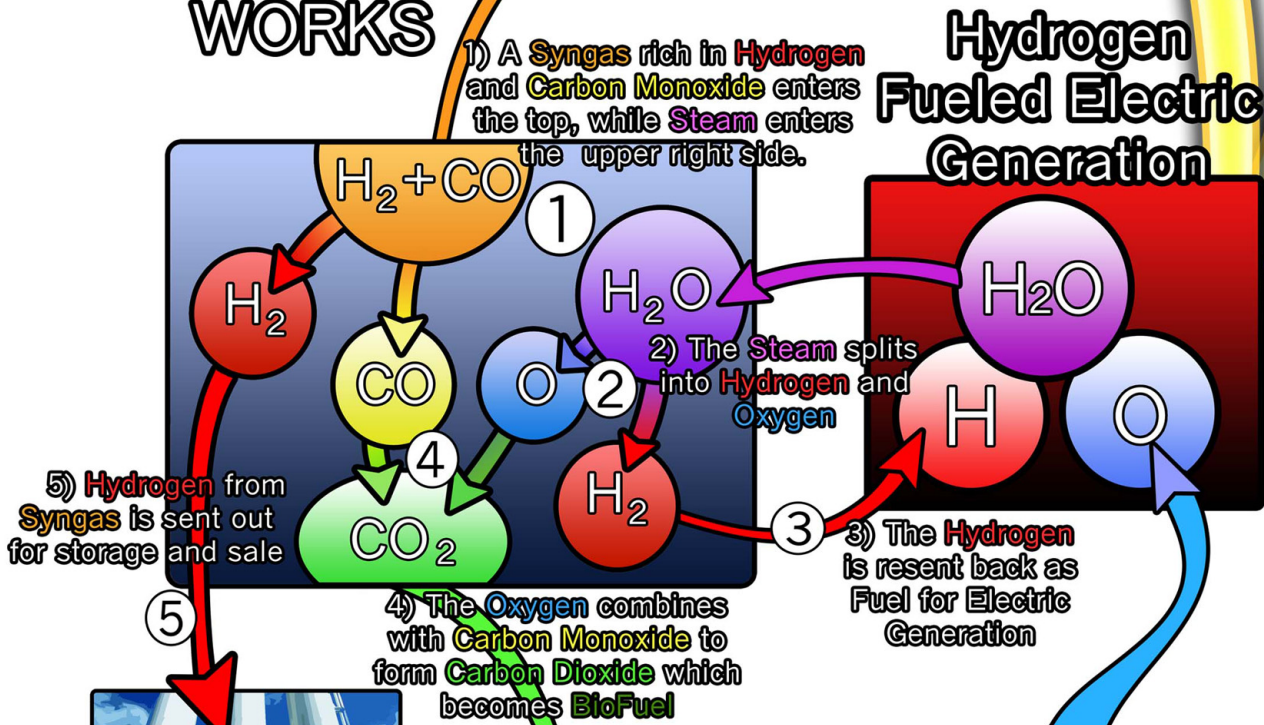 WORKS
1) A Syngas rich in Hydrogen
and Carbon Monoxide enters
the top, while Steam enters
the upper right side.
Hydrogen
Fueled Electric
Generation
H₂+CO
1
H₂
H₂O
H₂O
CO
O
2
2) The Steam splits
into Hydrogen and
Oxygen
H
O
4
H₂
CO₂
3
5) Hydrogen from
Syngas is sent out
for storage and sale
3) The Hydrogen
is resent back as
Fuel for Electric
Generation
5
4) The Oxygen combines
with Carbon Monoxide to
form Carbon Dioxide which
becomes BioFuel